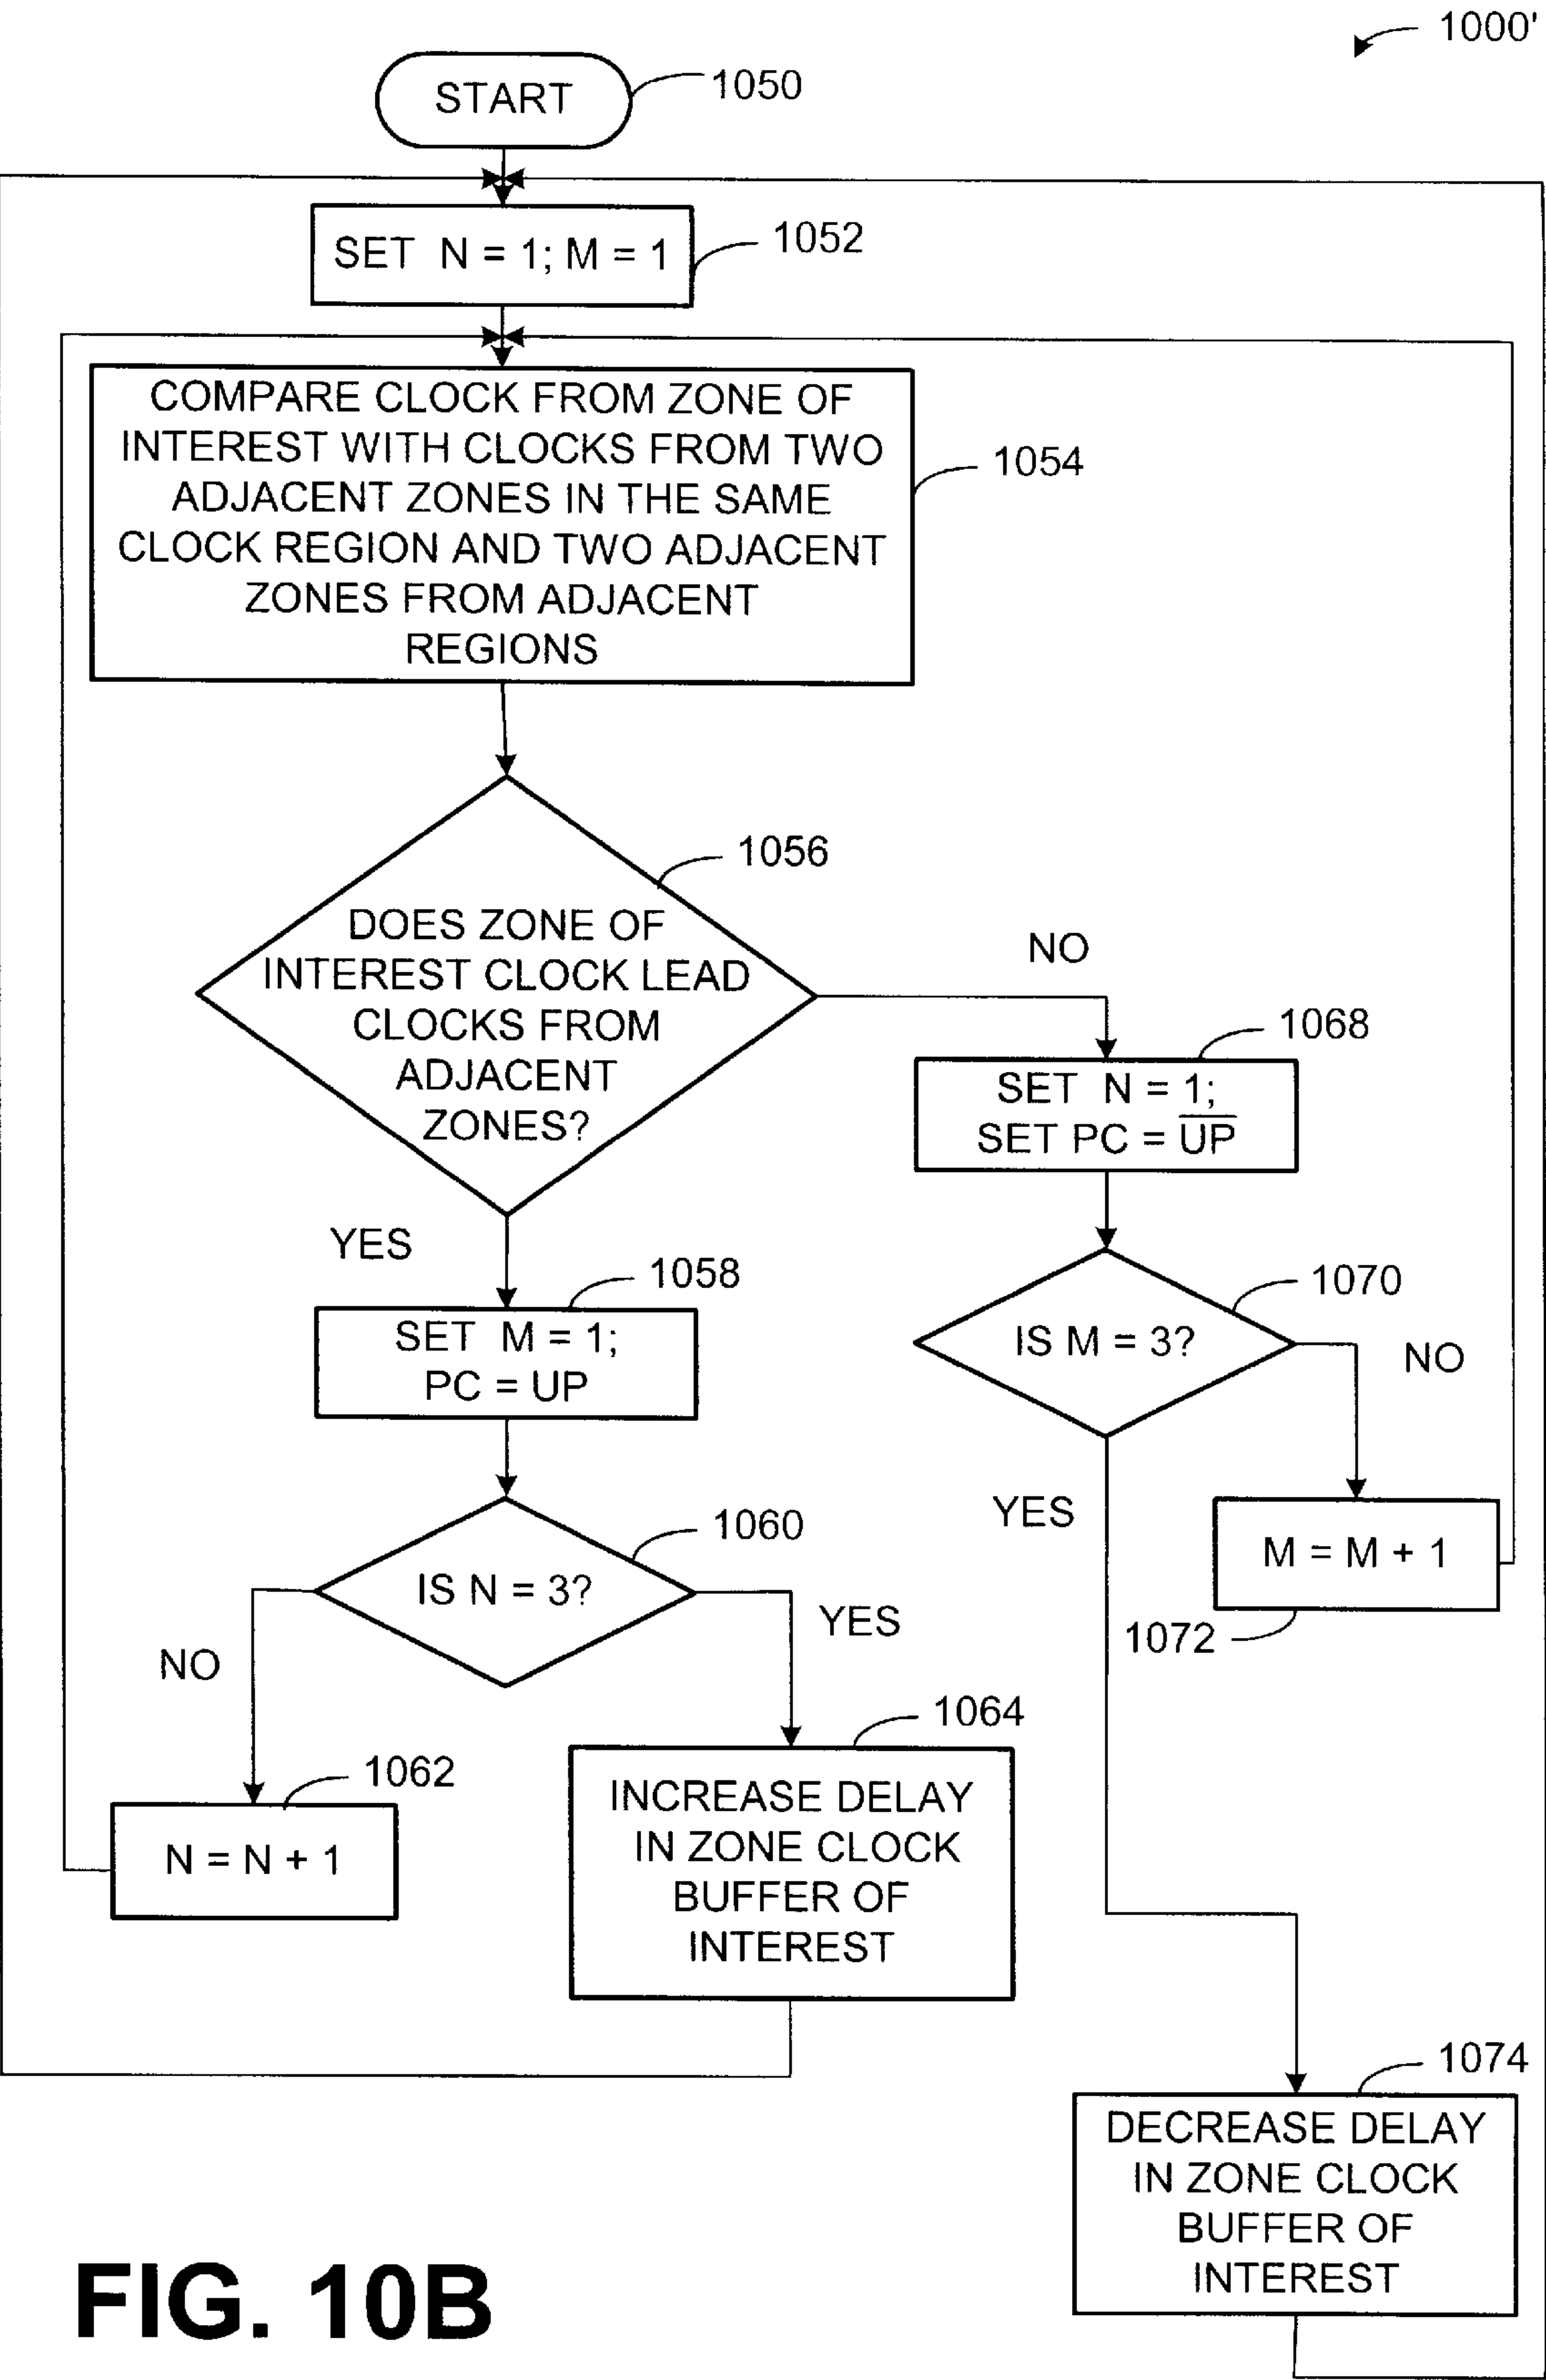 1000'
START
1050
SET N = 1; M = 1
1052
COMPARE CLOCK FROM ZONE OF
INTEREST WITH CLOCKS FROM TWO
ADJACENT ZONES IN THE SAME
CLOCK REGION AND TWO ADJACENT
ZONES FROM ADJACENT
REGIONS
1054
1056
DOES ZONE OF
INTEREST CLOCK LEAD
CLOCKS FROM
ADJACENT
ZONES?
NO
1068
SET N = 1;
SET PC = U̅P̅
YES
1058
SET M = 1;
PC = UP
1070
IS M = 3?
NO
YES
M = M + 1
1072
1060
IS N = 3?
YES
NO
1062
N = N + 1
1064
INCREASE DELAY
IN ZONE CLOCK
BUFFER OF
INTEREST
1074
DECREASE DELAY
IN ZONE CLOCK
BUFFER OF
INTEREST
FIG. 10B